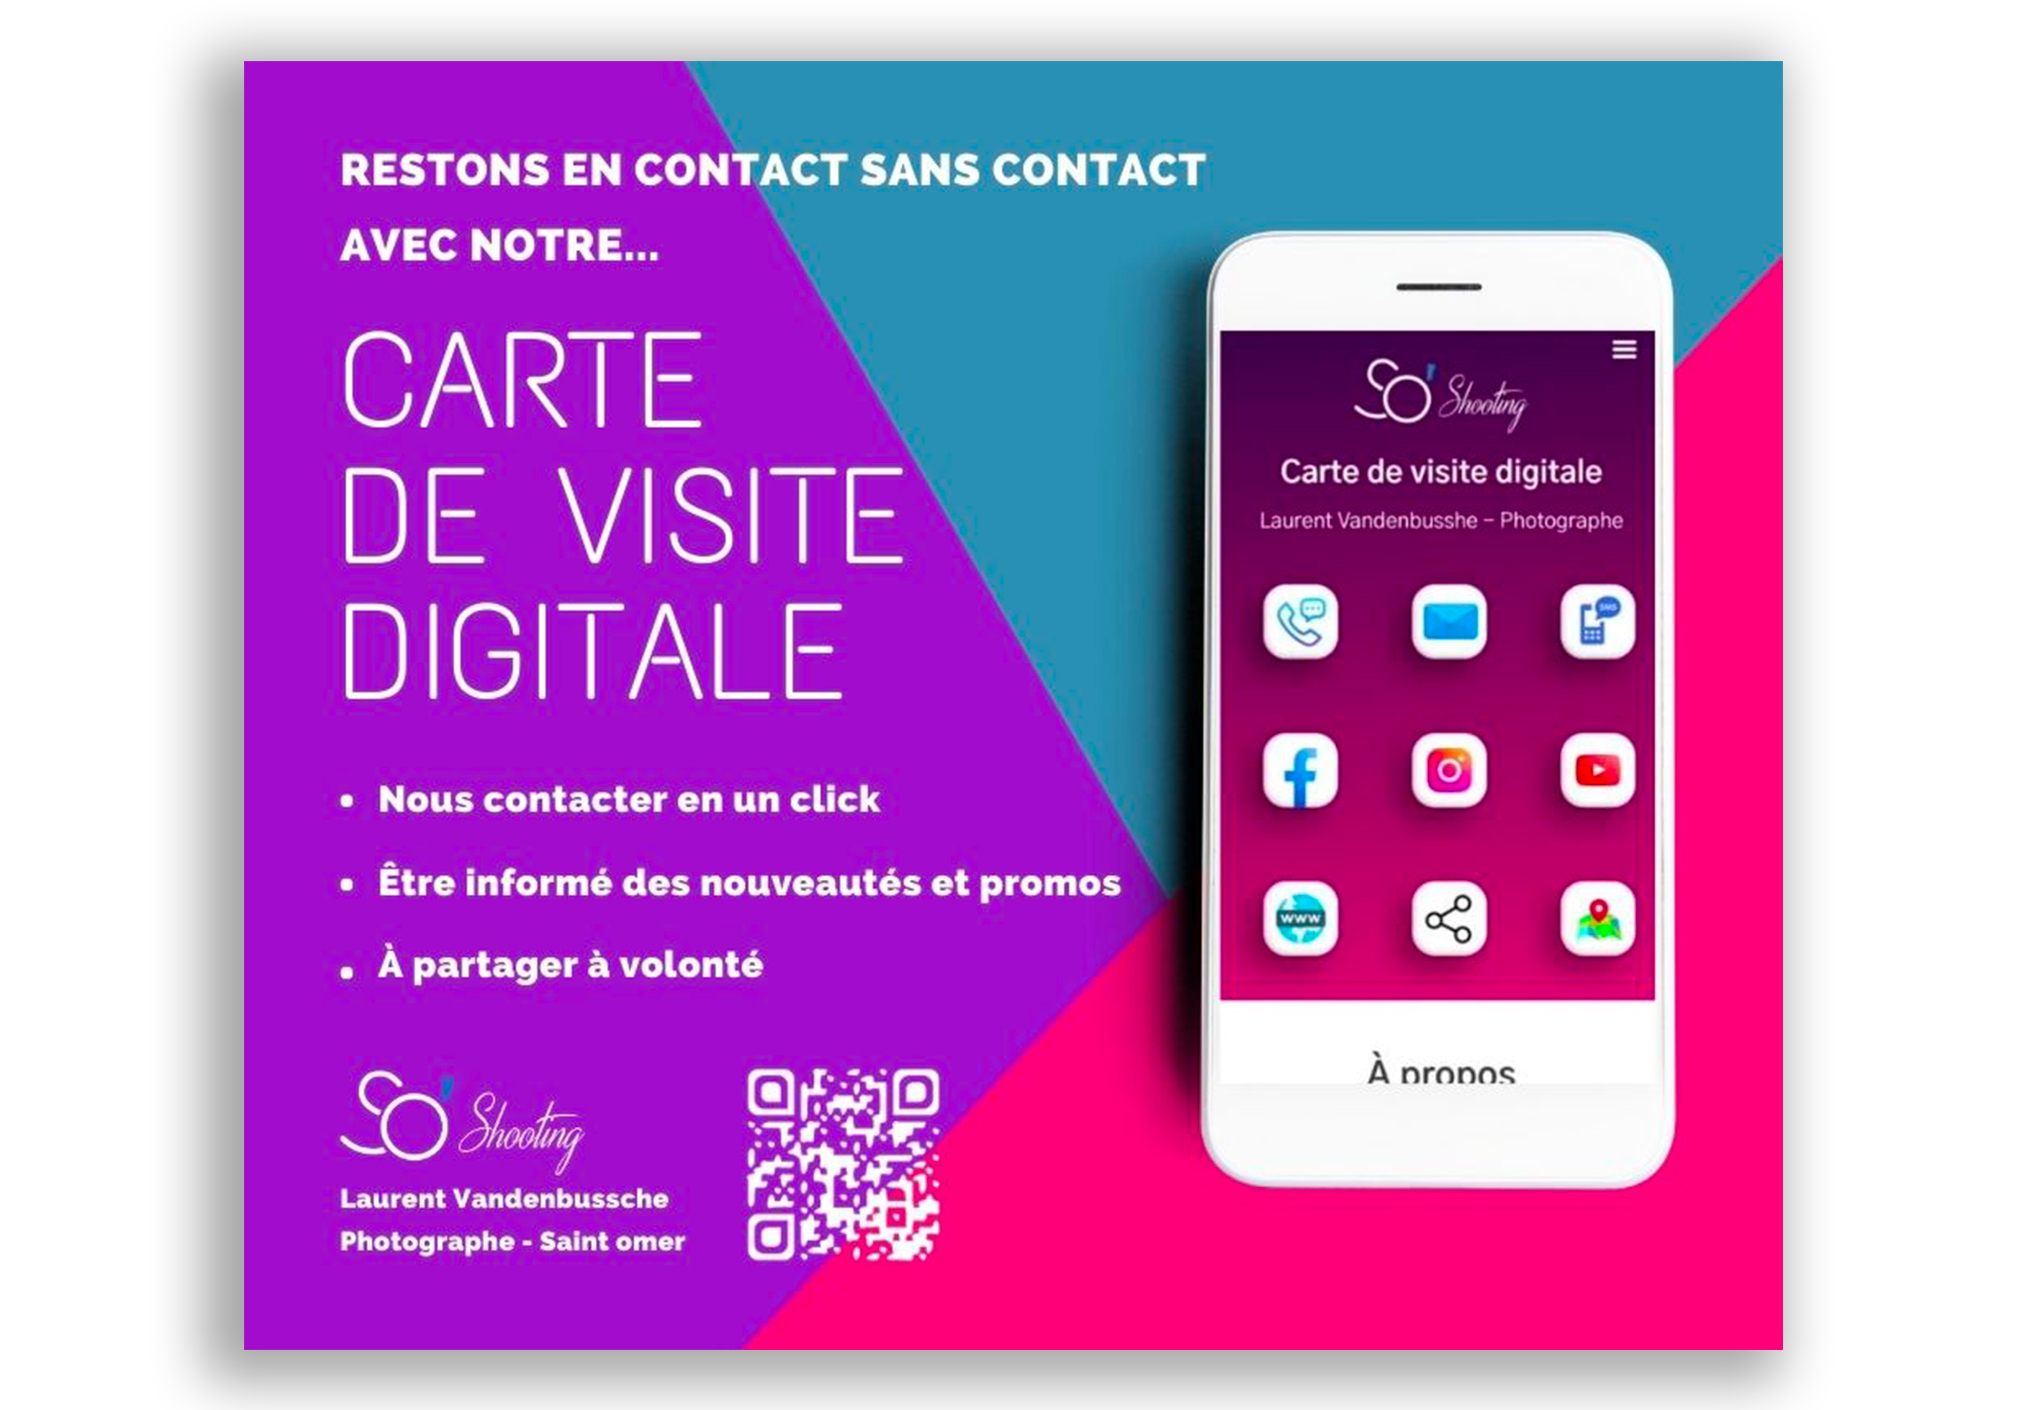 RESTONS EN CONTACT SANS CONTACT
AVEC NOTRE...
CARTE
DE VISITE
DIGITALE
• Nous contacter en un click
• Être informé des nouveautés et promos
• À partager à volonté
SO' Shooting
Laurent Vandenbussche
Photographe - Saint omer
SO' Shooting
Carte de visite digitale
Laurent Vandenbusshe – Photographe
SMS
www
À propos